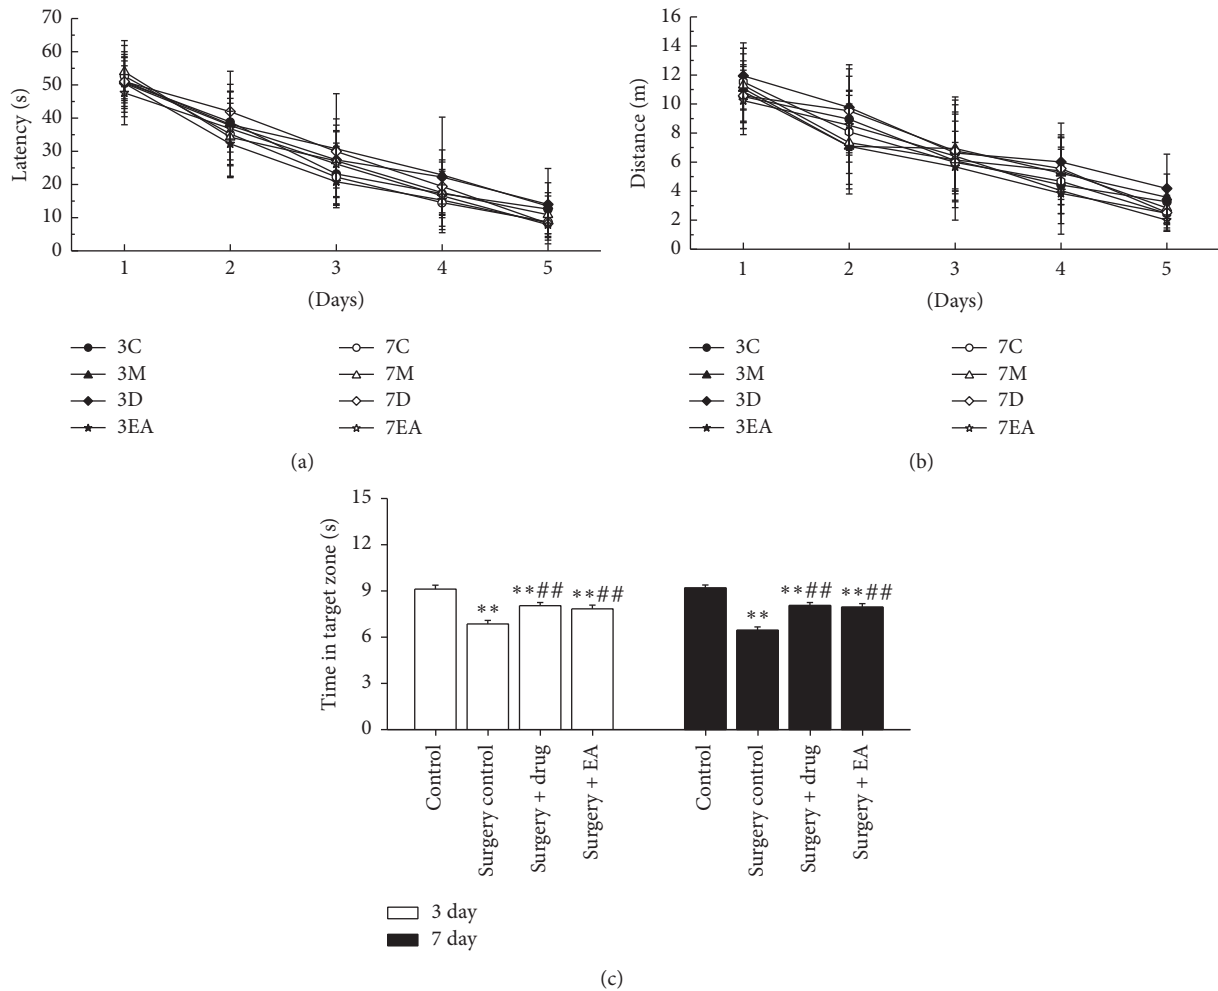 70
60
50
40
30
20
10
0
Latency (s)
1 2 3 4 5
(Days)
3C 7C
3M 7M
3D 7D
3EA 7EA
(a)
16
14
12
10
8
6
4
2
0
Distance (m)
1 2 3 4 5
(Days)
3C 7C
3M 7M
3D 7D
3EA 7EA
(b)
15
12
9
6
3
0
Time in target zone (s)
** **## **## ** **## **##
Control
Surgery control
Surgery + drug
Surgery + EA
Control
Surgery control
Surgery + drug
Surgery + EA
3 day
7 day
(c)